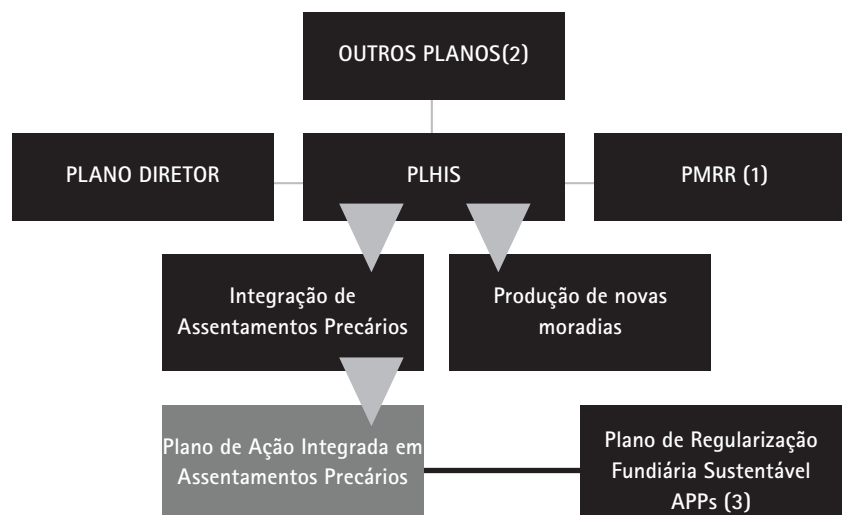 OUTROS PLANOS(2)
PLANO DIRETOR
PLHIS
PMRR (1)
Integração de
Assentamentos Precários
Produção de novas
moradias
Plano de Ação Integrada em
Assentamentos Precários
Plano de Regularização
Fundiária Sustentável
APPs (3)